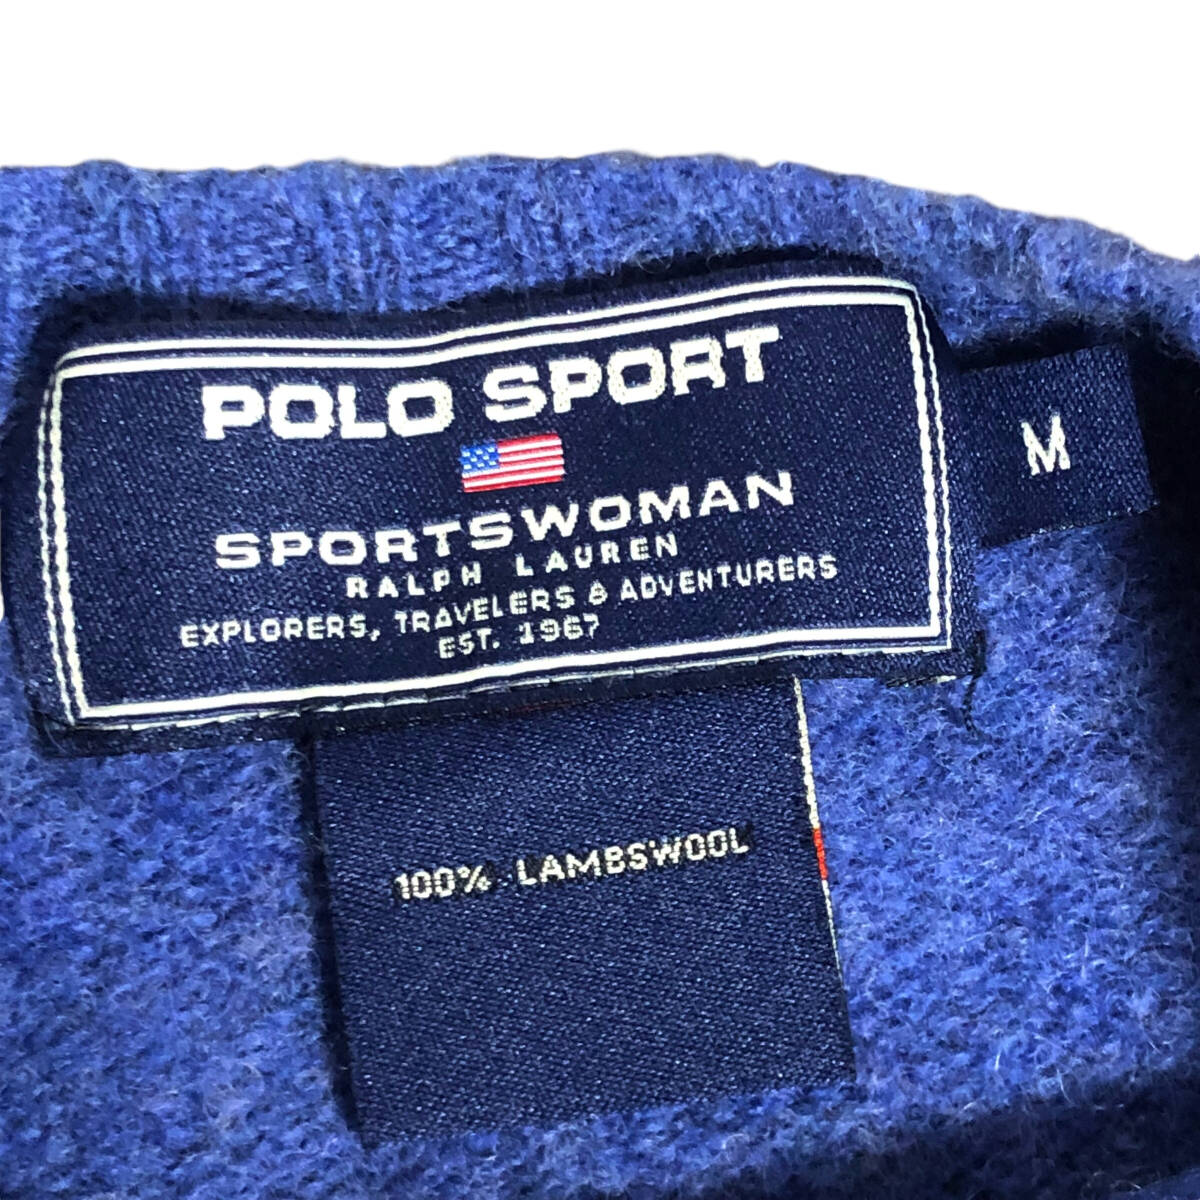 POLO SPORT
SPORTSWOMAN
RALPH LAUREN
EXPLORERS, TRAVELERS & ADVENTURERS
EST. 1967
M
100% LAMBSWOOL